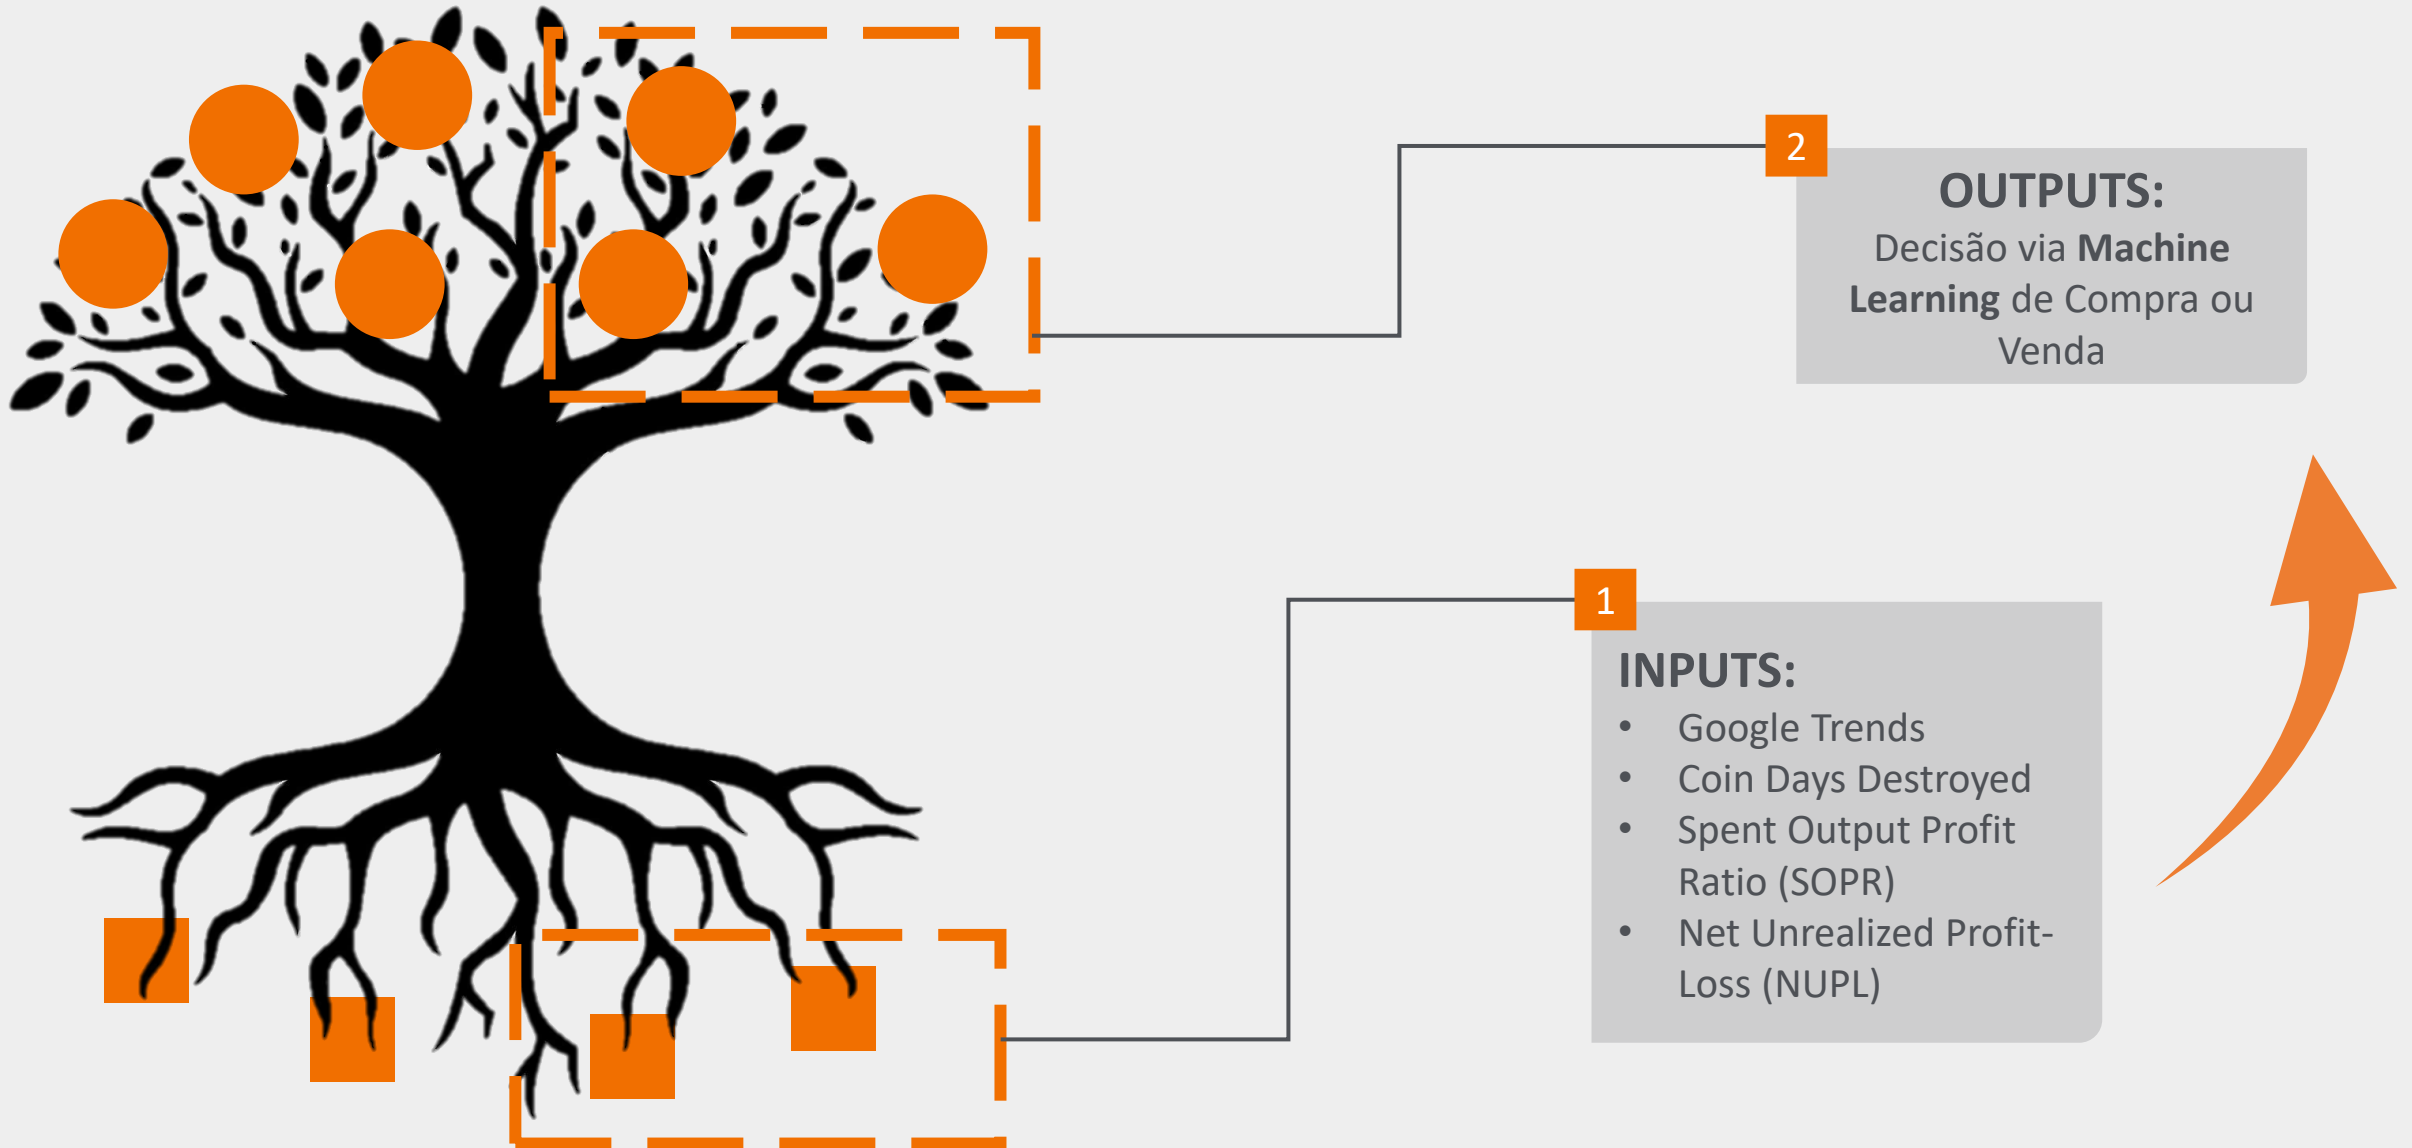 2
OUTPUTS:
Decisão via Machine
Learning de Compra ou
Venda
1
INPUTS:
• Google Trends
• Coin Days Destroyed
• Spent Output Profit
Ratio (SOPR)
• Net Unrealized Profit-
Loss (NUPL)